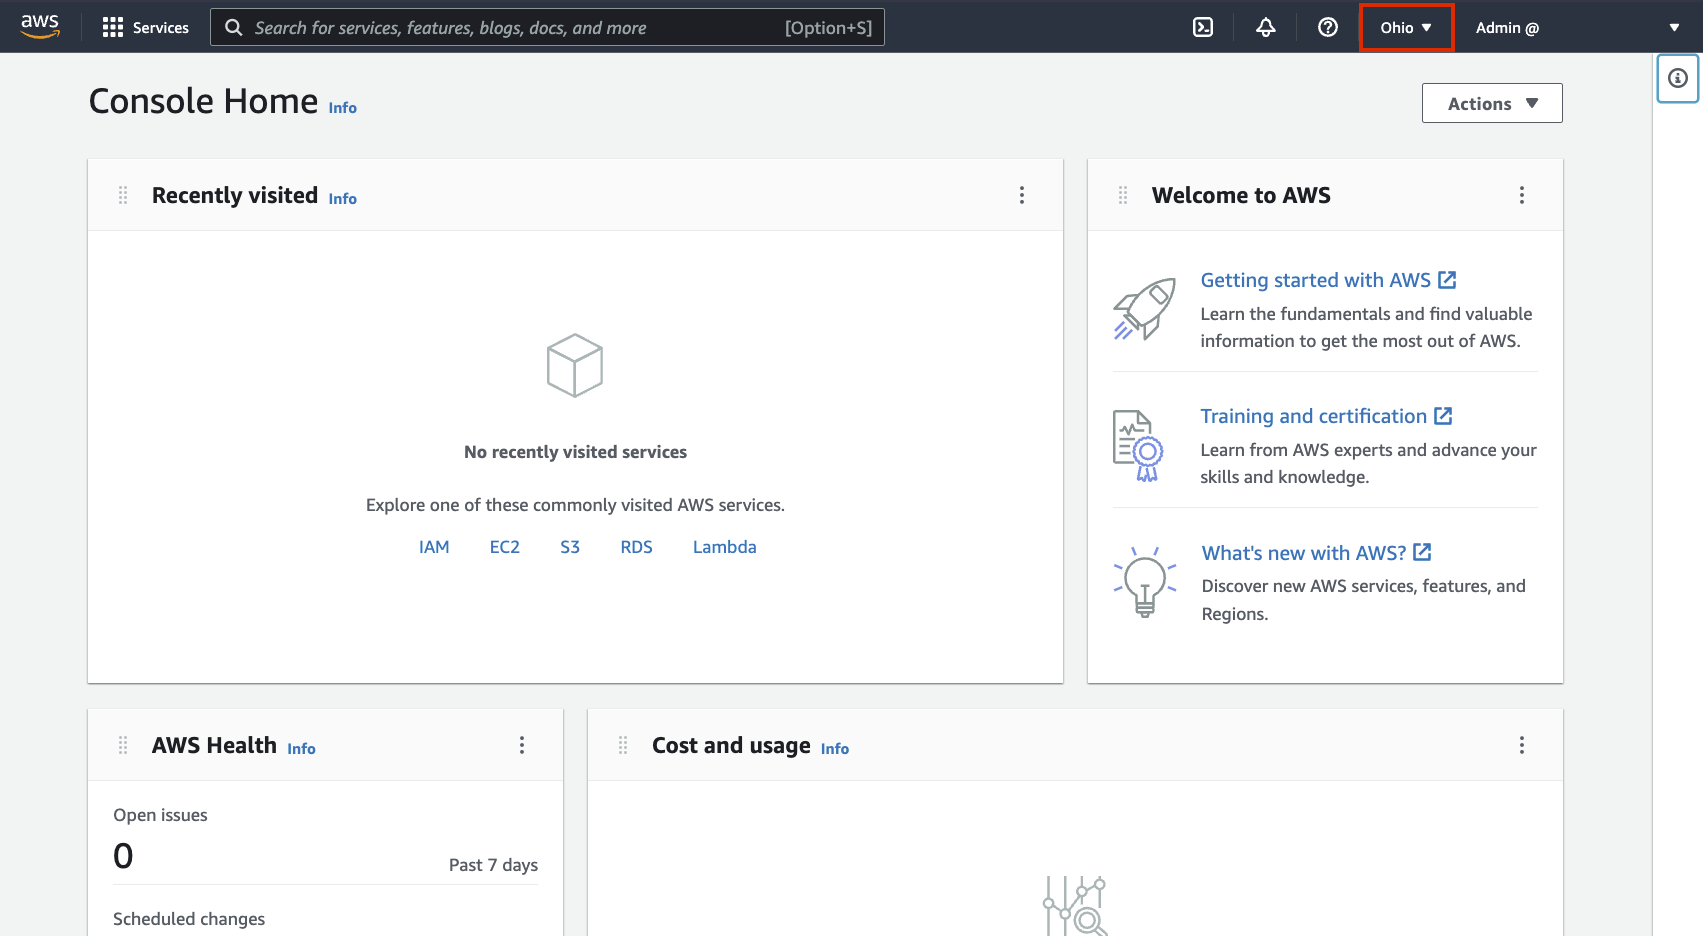 aws
Services
Search for services, features, blogs, docs, and more [Option+S]
Ohio
Admin @
Console Home Info
Actions
Recently visited Info
No recently visited services
Explore one of these commonly visited AWS services.
IAM EC2 S3 RDS Lambda
Welcome to AWS
Getting started with AWS
Learn the fundamentals and find valuable
information to get the most out of AWS.
Training and certification
Learn from AWS experts and advance your
skills and knowledge.
What's new with AWS?
Discover new AWS services, features, and
Regions.
AWS Health Info
Open issues
0
Past 7 days
Scheduled changes
Cost and usage Info